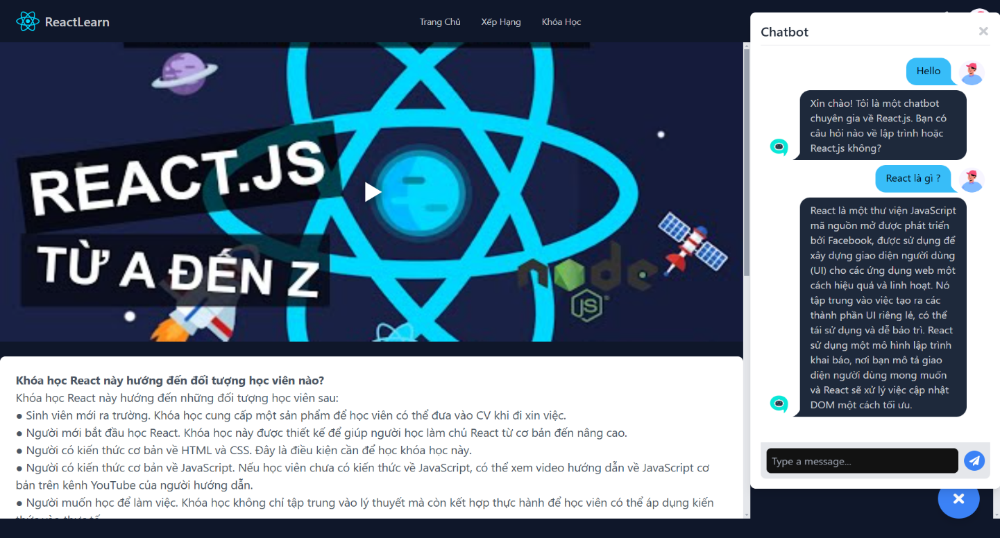 ReactLearn
Trang Chủ
Xếp Hạng
Khóa Học
REACT.JS
TỪ A ĐẾN Z
node
JS
Khóa học React này hướng đến đối tượng học viên nào?
Khóa học React này hướng đến những đối tượng học viên sau:
● Sinh viên mới ra trường. Khóa học cung cấp một sản phẩm để học viên có thể đưa vào CV khi đi xin việc.
● Người mới bắt đầu học React. Khóa học này được thiết kế để giúp người học làm chủ React từ cơ bản đến nâng cao.
● Người có kiến thức cơ bản về HTML và CSS. Đây là điều kiện cần để học khóa học này.
● Người có kiến thức cơ bản về JavaScript. Nếu học viên chưa có kiến thức về JavaScript, có thể xem video hướng dẫn về JavaScript cơ
bản trên kênh YouTube của người hướng dẫn.
● Người muốn học để làm việc. Khóa học không chỉ tập trung vào lý thuyết mà còn kết hợp thực hành để học viên có thể áp dụng kiến
Chatbot
Hello
Xin chào! Tôi là một chatbot
chuyên gia về React.js. Bạn có
câu hỏi nào về lập trình hoặc
React.js không?
React là gì ?
React là một thư viện JavaScript
mã nguồn mở được phát triển
bởi Facebook, được sử dụng để
xây dựng giao diện người dùng
(UI) cho các ứng dụng web một
cách hiệu quả và linh hoạt. Nó
tập trung vào việc tạo ra các
thành phần UI riêng lẻ, có thể
tái sử dụng và dễ bảo trì. React
sử dụng một mô hình lập trình
khai báo, nơi bạn mô tả giao
diện người dùng mong muốn
và React sẽ xử lý việc cập nhật
DOM một cách tối ưu.
Type a message...